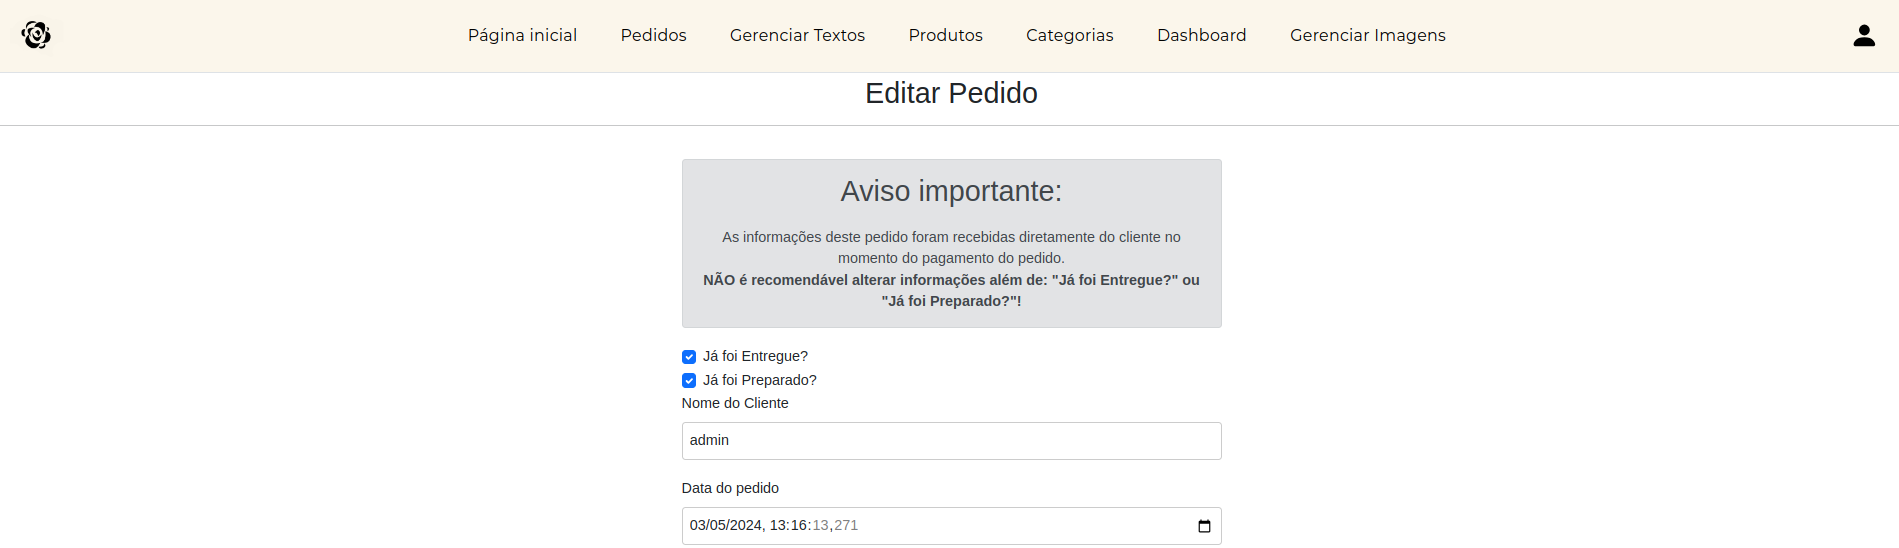 Página inicial Pedidos Gerenciar Textos Produtos Categorias Dashboard Gerenciar Imagens
Editar Pedido
Aviso importante:
As informações deste pedido foram recebidas diretamente do cliente no
momento do pagamento do pedido.
NÃO é recomendável alterar informações além de: "Já foi Entregue?" ou
"Já foi Preparado?"!
Já foi Entregue?
Já foi Preparado?
Nome do Cliente
admin
Data do pedido
03/05/2024, 13:16:13,271